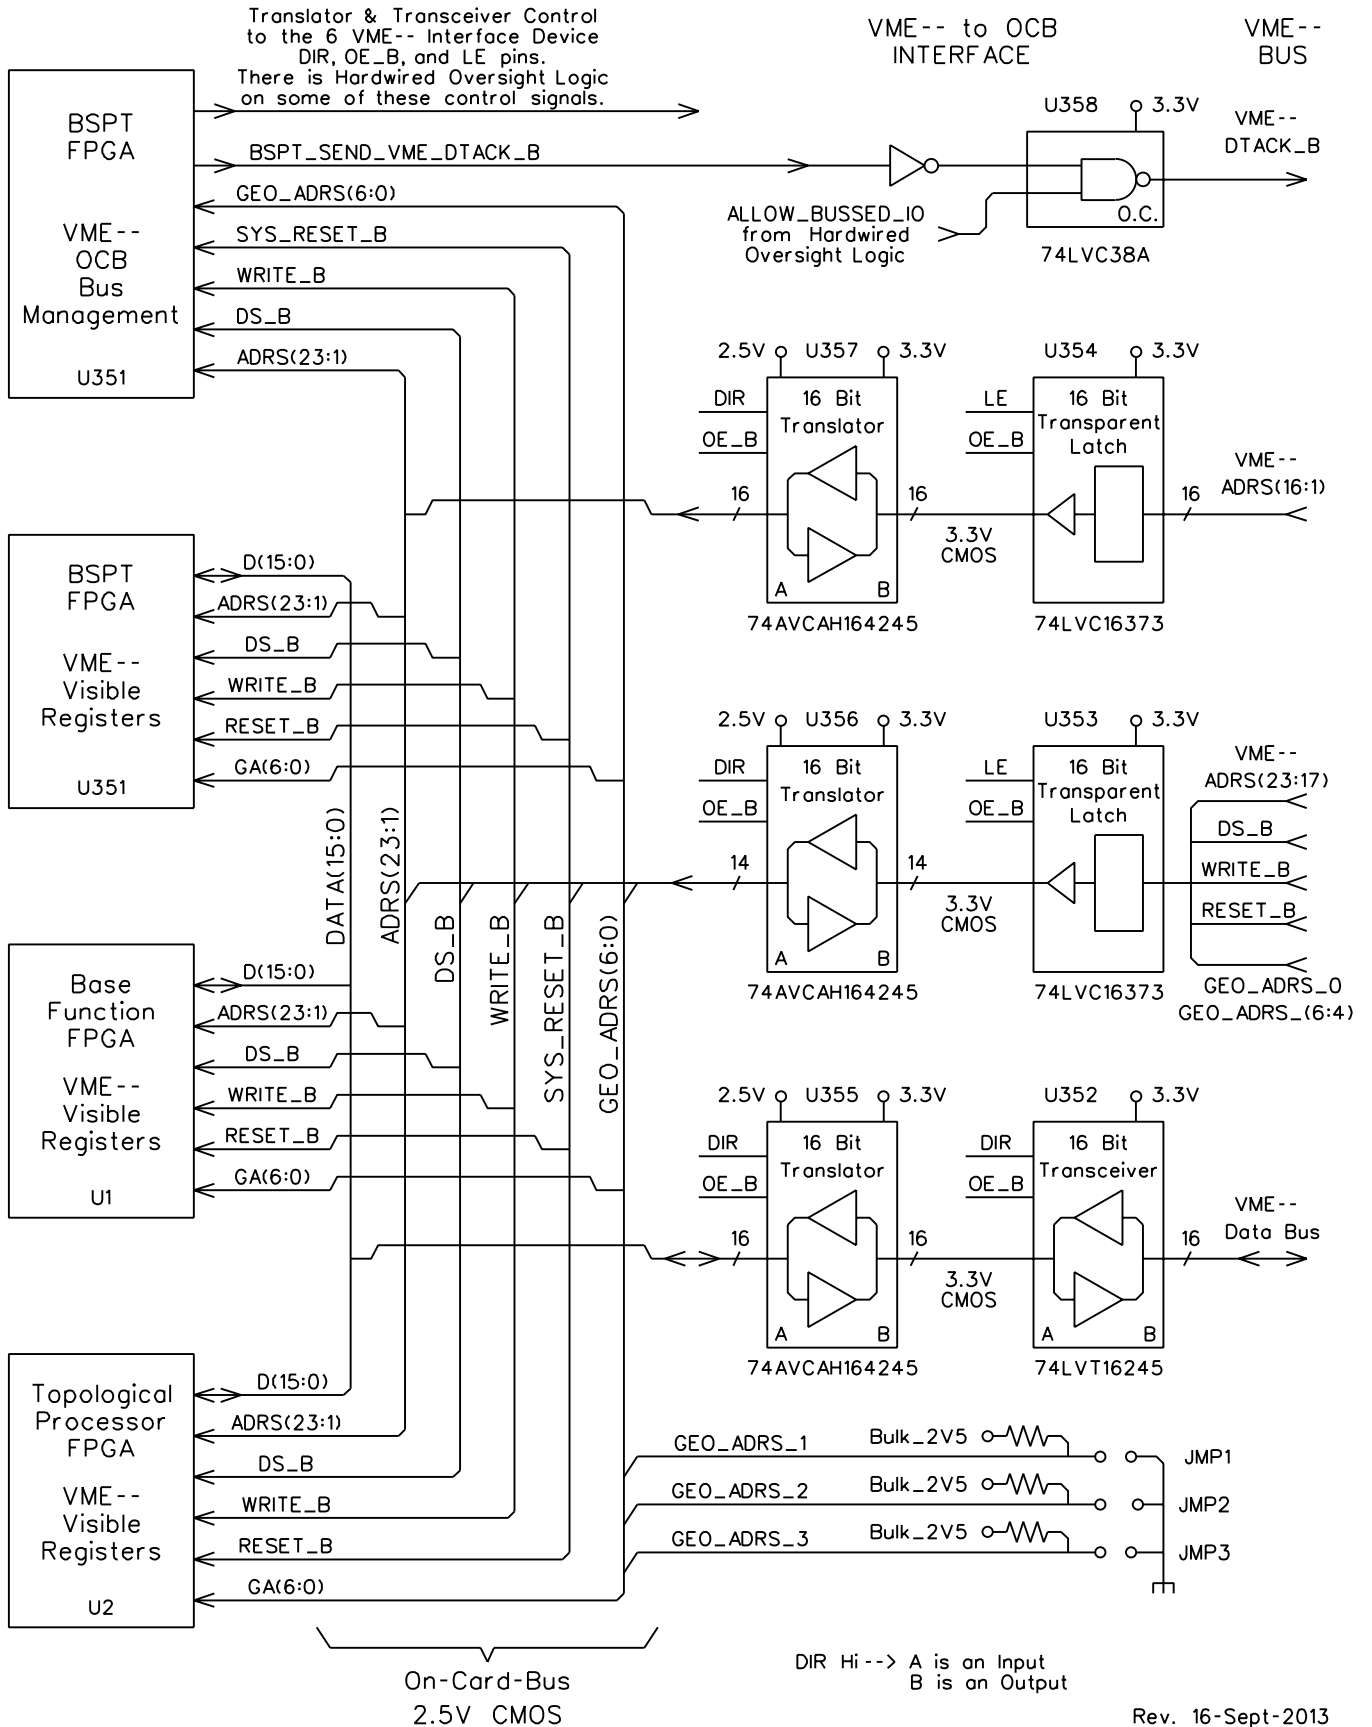 Translator & Transceiver Control
to the 6 VME-- Interface Device
DIR, OE_B, and LE pins.
There is Hardwired Oversight Logic
on some of these control signals.
VME-- to OCB
INTERFACE
VME--
BUS
BSPT
FPGA
VME--
OCB
Bus
Management
U351
BSPT_SEND_VME_DTACK_B
GEO_ADRS(6:0)
SYS_RESET_B
WRITE_B
DS_B
ADRS(23:1)
U358
3.3V
VME--
DTACK_B
ALLOW_BUSSED_IO
from Hardwired
Oversight Logic
O.C.
74LVC38A
2.5V
U357
3.3V
DIR
OE_B
16 Bit
Translator
16
A
B
16
74AVCAH164245
3.3V
CMOS
U354
3.3V
LE
OE_B
16 Bit
Transparent
Latch
74LVC16373
VME--
ADRS(16:1)
16
BSPT
FPGA
VME--
Visible
Registers
U351
D(15:0)
ADRS(23:1)
DS_B
WRITE_B
RESET_B
GA(6:0)
2.5V
U356
3.3V
DIR
OE_B
16 Bit
Translator
14
A
B
14
74AVCAH164245
3.3V
CMOS
U353
3.3V
LE
OE_B
16 Bit
Transparent
Latch
74LVC16373
VME--
ADRS(23:17)
DS_B
WRITE_B
RESET_B
GEO_ADRS_0
GEO_ADRS_(6:4)
DATA(15:0)
ADRS(23:1)
DS_B
WRITE_B
SYS_RESET_B
GEO_ADRS(6:0)
Base
Function
FPGA
VME--
Visible
Registers
U1
D(15:0)
ADRS(23:1)
DS_B
WRITE_B
RESET_B
GA(6:0)
2.5V
U355
3.3V
DIR
OE_B
16 Bit
Translator
16
A
B
16
74AVCAH164245
3.3V
CMOS
U352
3.3V
DIR
OE_B
16 Bit
Transceiver
A
B
74LVT16245
16
VME--
Data Bus
Topological
Processor
FPGA
VME--
Visible
Registers
U2
D(15:0)
ADRS(23:1)
DS_B
WRITE_B
RESET_B
GA(6:0)
GEO_ADRS_1
Bulk_2V5
JMP1
GEO_ADRS_2
Bulk_2V5
JMP2
GEO_ADRS_3
Bulk_2V5
JMP3
On-Card-Bus
2.5V CMOS
DIR Hi --> A is an Input
B is an Output
Rev. 16-Sept-2013